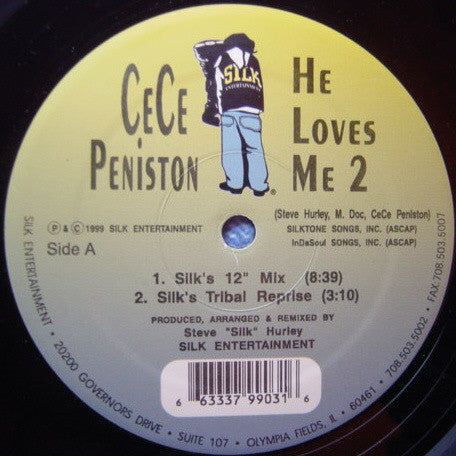 CeCe
Peniston
He
Loves
Me 2
SILK
ENTERTAINMENT
®
(Steve Hurley, M. Doc, CeCe Peniston)
SILKTONE SONGS, INC. (ASCAP)
InDaSoul SONGS, INC. (ASCAP)
℗ & © 1999 SILK ENTERTAINMENT
Side A
1. Silk's 12" Mix (8:39)
2. Silk's Tribal Reprise (3:10)
PRODUCED, ARRANGED & REMIXED BY
Steve "Silk" Hurley
SILK ENTERTAINMENT
6 63337 99031 6
SILK ENTERTAINMENT • 20200 GOVERNORS DRIVE • SUITE 107 • OLYMPIA FIELDS, IL • 60461 • 708.503.5002 • FAX 708.503.5007